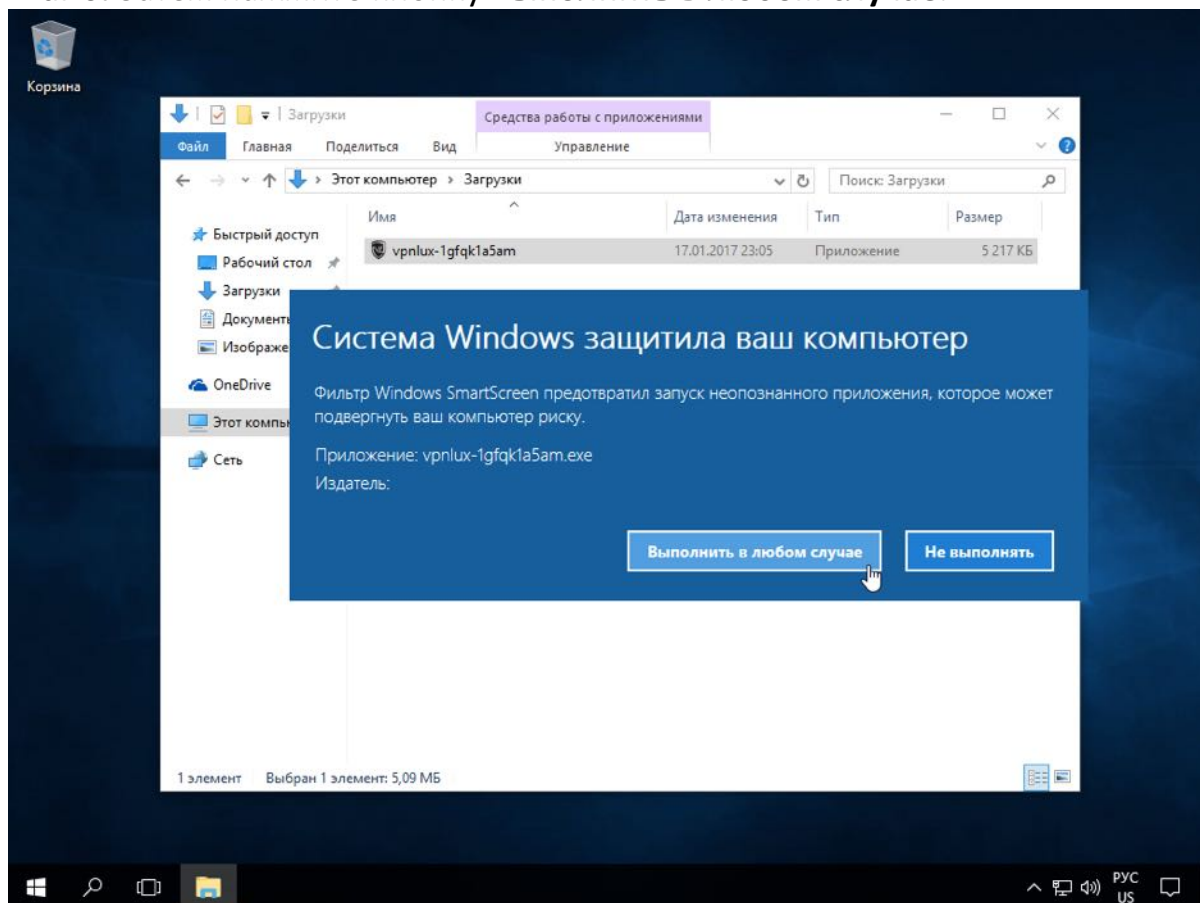 Корзина
Загрузки
Средства работы с приложениями
Файл Главная Поделиться Вид Управление
Этот компьютер › Загрузки
Поиск: Загрузки
Имя Дата изменения Тип Размер
Быстрый доступ
vpnlux-1gfqk1a5am 17.01.2017 23:05 Приложение 5 217 КБ
Рабочий стол
Загрузки
OneDrive
Сеть
Система Windows защитила ваш компьютер
Фильтр Windows SmartScreen предотвратил запуск неопознанного приложения, которое может
подвергнуть ваш компьютер риску.
Приложение: vpnlux-1gfqk1a5am.exe
Издатель:
Выполнить в любом случае Не выполнять
1 элемент Выбран 1 элемент: 5,09 МБ
РУС
US